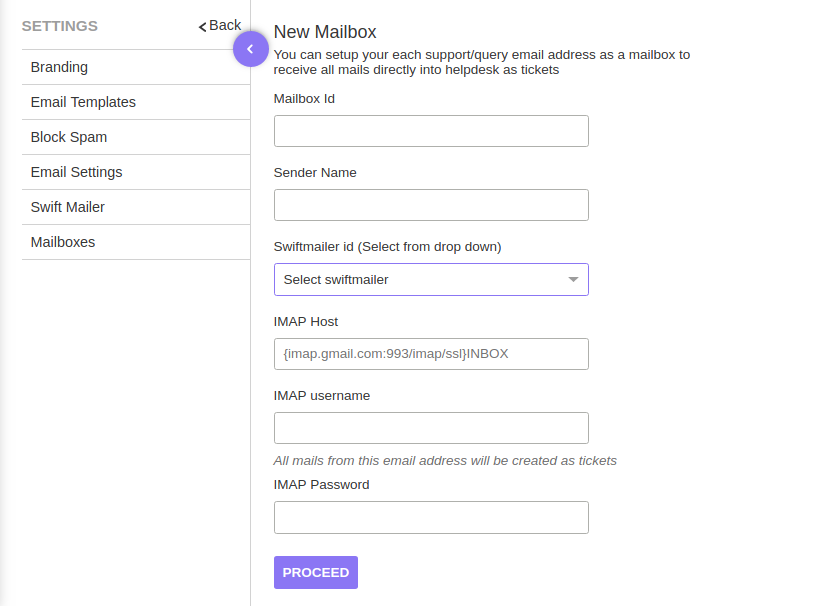 SETTINGS
Back
Branding
Email Templates
Block Spam
Email Settings
Swift Mailer
Mailboxes
New Mailbox
You can setup your each support/query email address as a mailbox to
receive all mails directly into helpdesk as tickets
Mailbox Id
Sender Name
Swiftmailer id (Select from drop down)
Select swiftmailer
IMAP Host
{imap.gmail.com:993/imap/ssl}INBOX
IMAP username
All mails from this email address will be created as tickets
IMAP Password
PROCEED